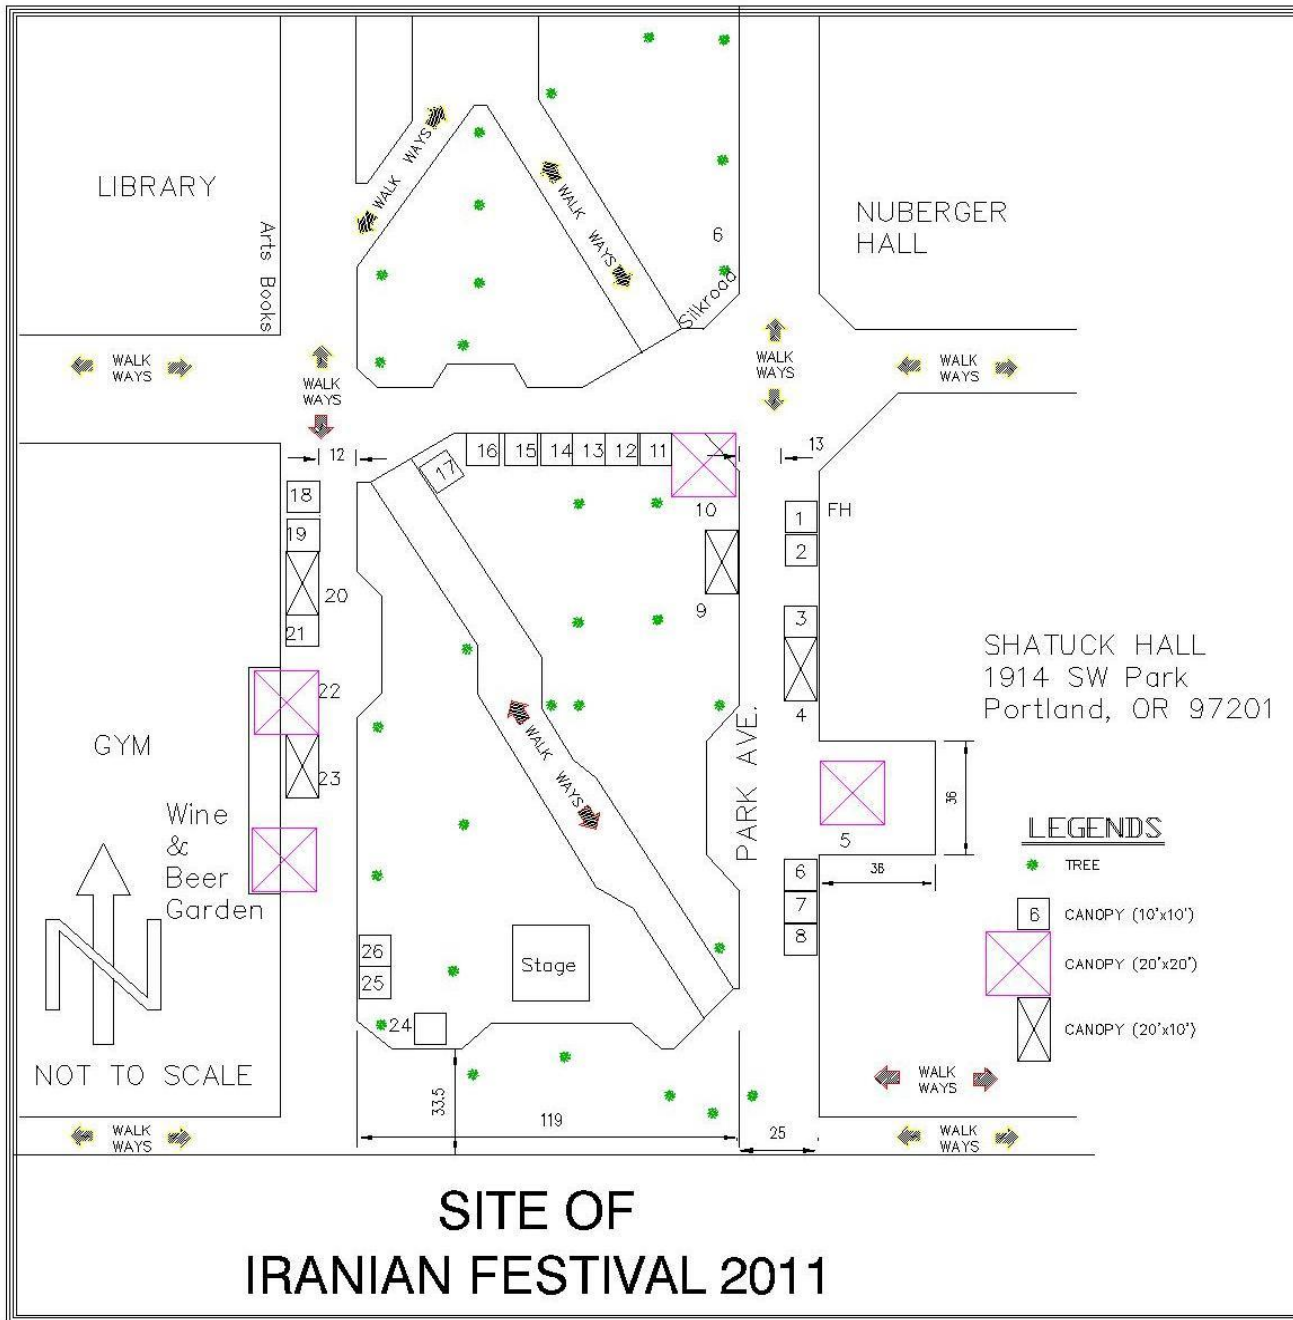 LIBRARY
Arts Books
WALK
WAYS
WALK
WAYS
NUBERGER
HALL
6
Silkroad
WALK
WAYS
WALK
WAYS
WALK
WAYS
WALK
WAYS
12
16
15
14
13
12
11
13
17
18
10
1
FH
19
2
20
9
3
21
SHATUCK HALL
1914 SW Park
Portland, OR 97201
22
4
GYM
PARK AVE.
WALK
WAYS
23
36
Wine
&
Beer
Garden
5
LEGENDS
TREE
6
36
7
6
CANOPY (10'x10')
8
26
Stage
CANOPY (20'x20')
25
24
CANOPY (20'x10')
NOT TO SCALE
N
WALK
WAYS
33.5
119
25
WALK
WAYS
WALK
WAYS
SITE OF
IRANIAN FESTIVAL 2011